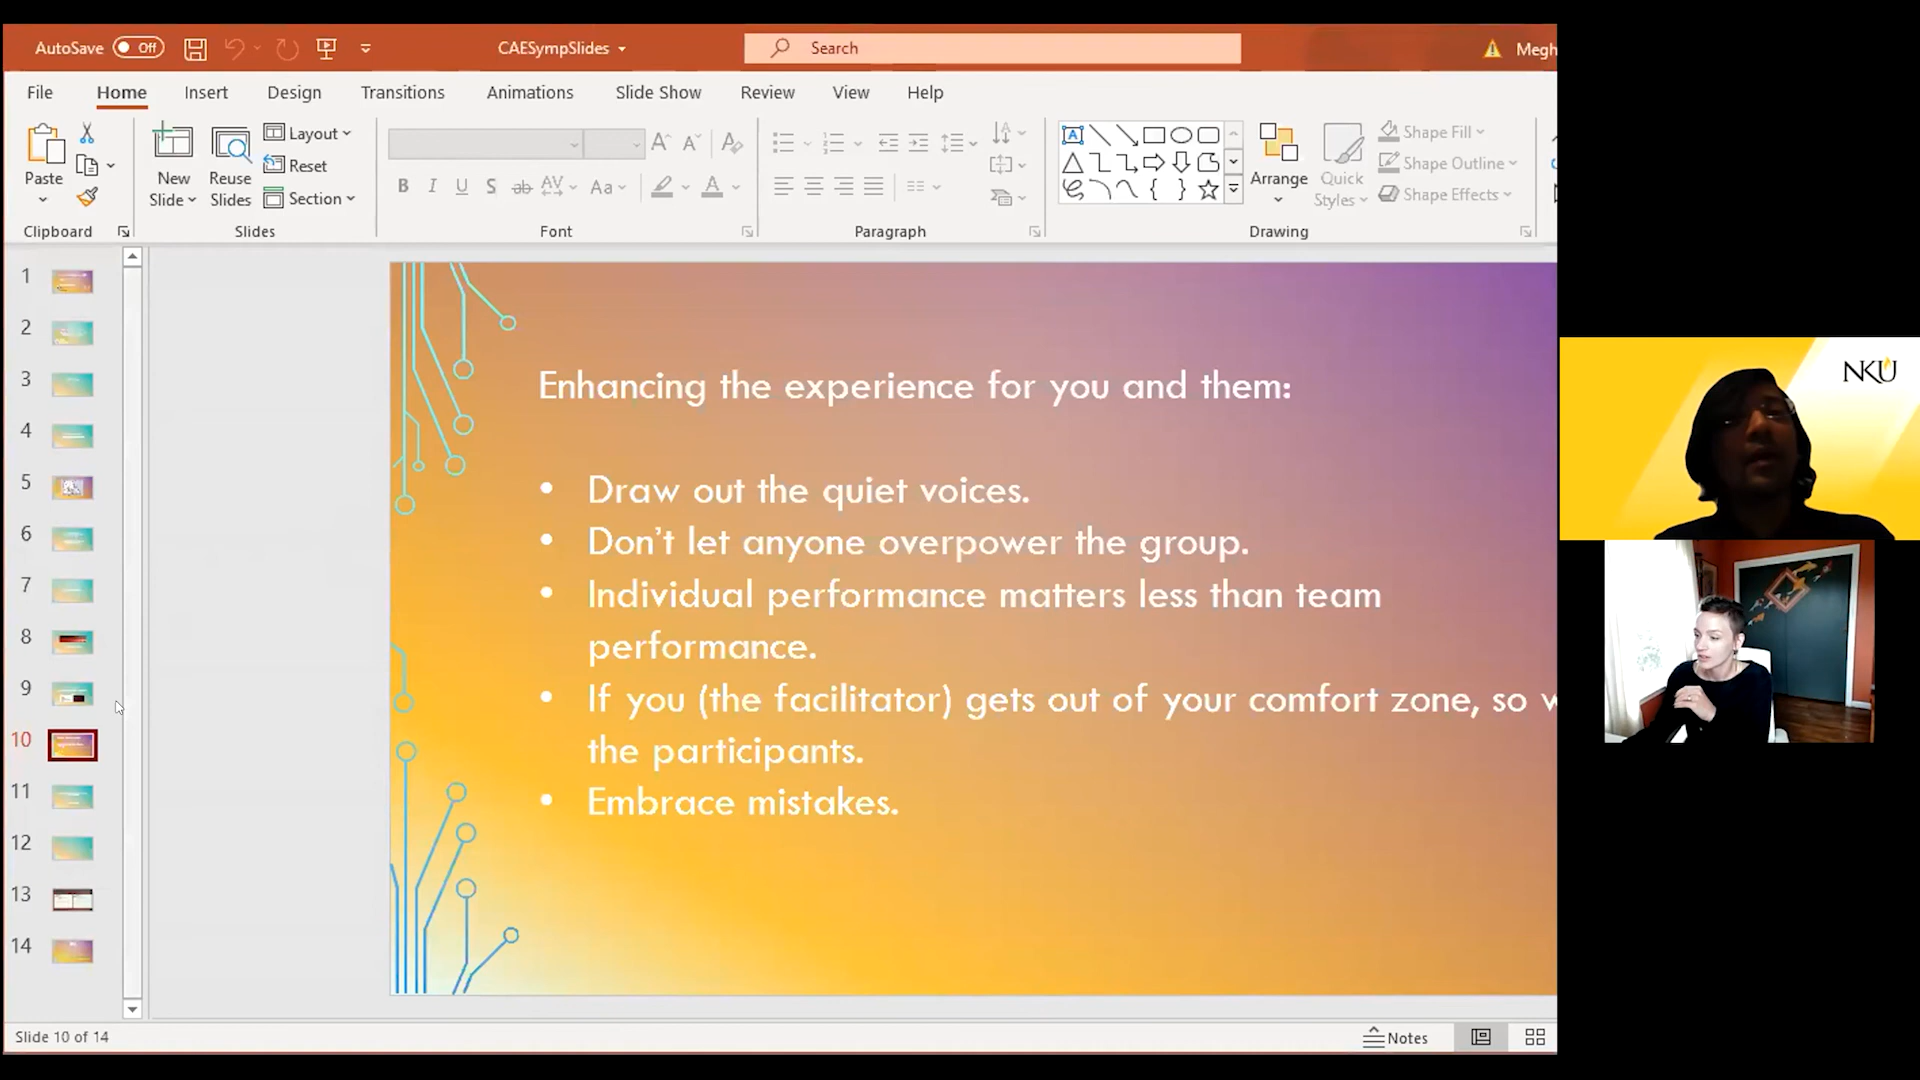 AutoSave Off CAESympSlides Search Megh
File Home Insert Design Transitions Animations Slide Show Review View Help
Paste
New Slide
Reuse Slides
Layout
Reset
Section
Aa
Shape Fill
Shape Outline
Shape Effects
Arrange
Quick Styles
Clipboard Slides Font Paragraph Drawing
1
2
3
4
5
6
7
8
9
10
11
12
13
14
Enhancing the experience for you and them:
• Draw out the quiet voices.
• Don't let anyone overpower the group.
• Individual performance matters less than team
performance.
• If you (the facilitator) gets out of your comfort zone, so
the participants.
• Embrace mistakes.
NKU
Slide 10 of 14 Notes